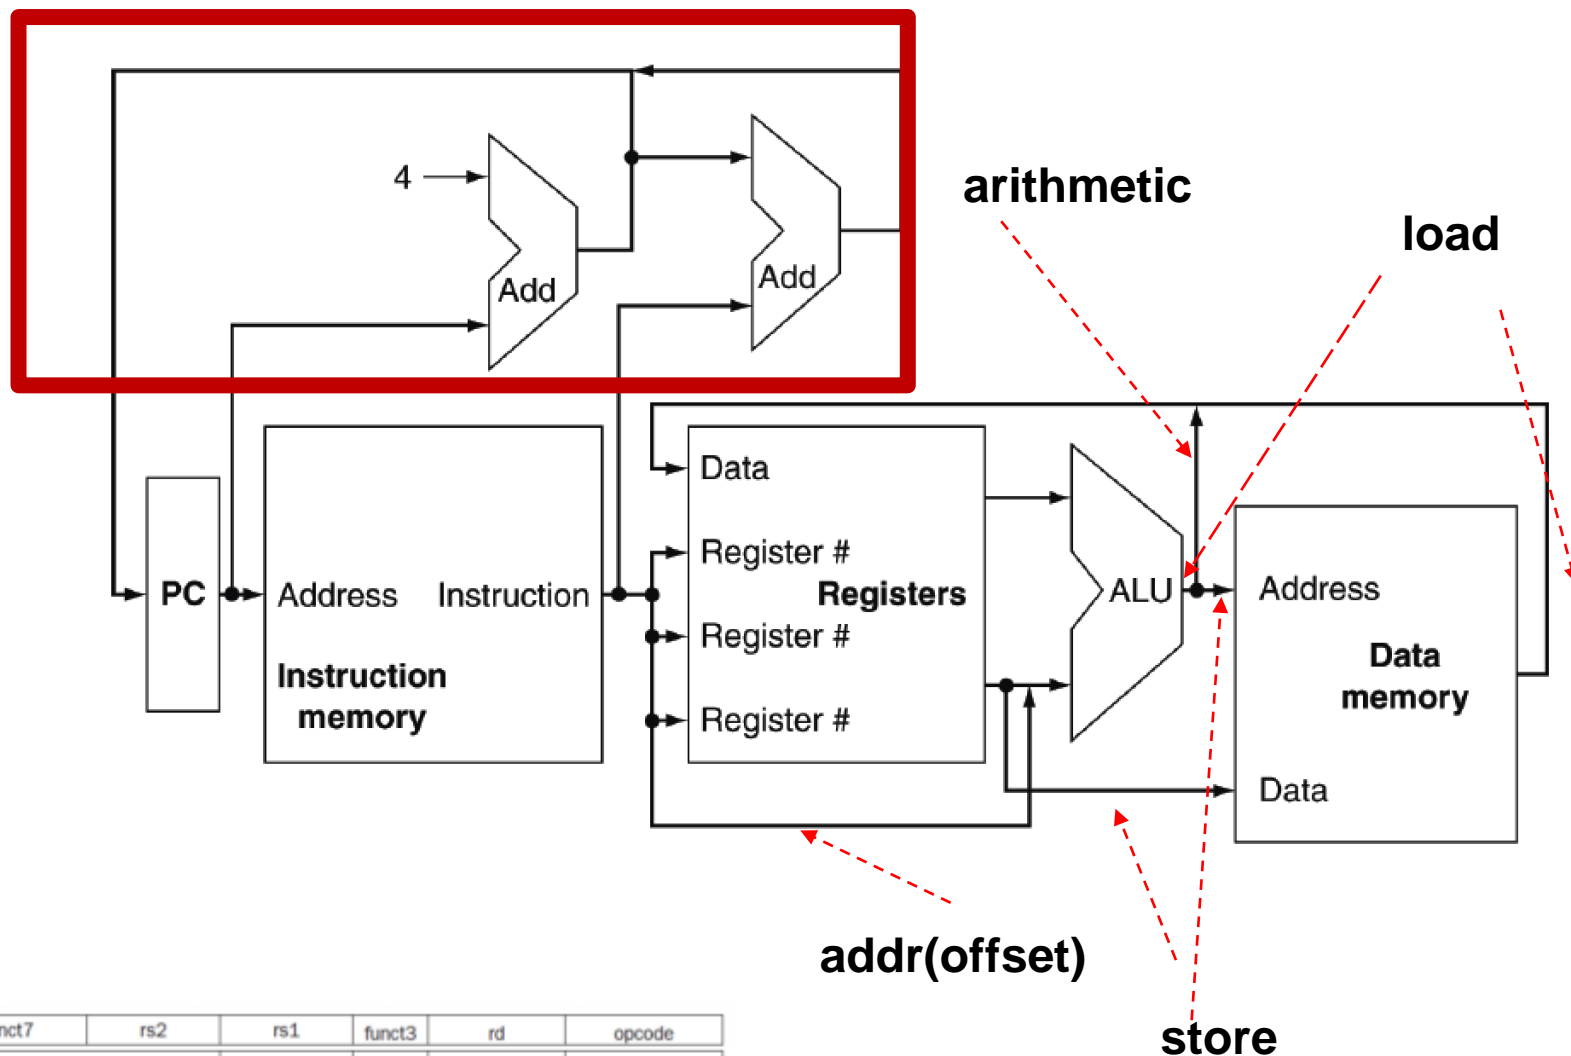 arithmetic
load
4
Add
Add
Data
Register #
PC
Address
Instruction
Registers
ALU
Address
Register #
Data
memory
Instruction
memory
Register #
Data
addr(offset)
rs2
rs1
funct3
rd
opcode
store